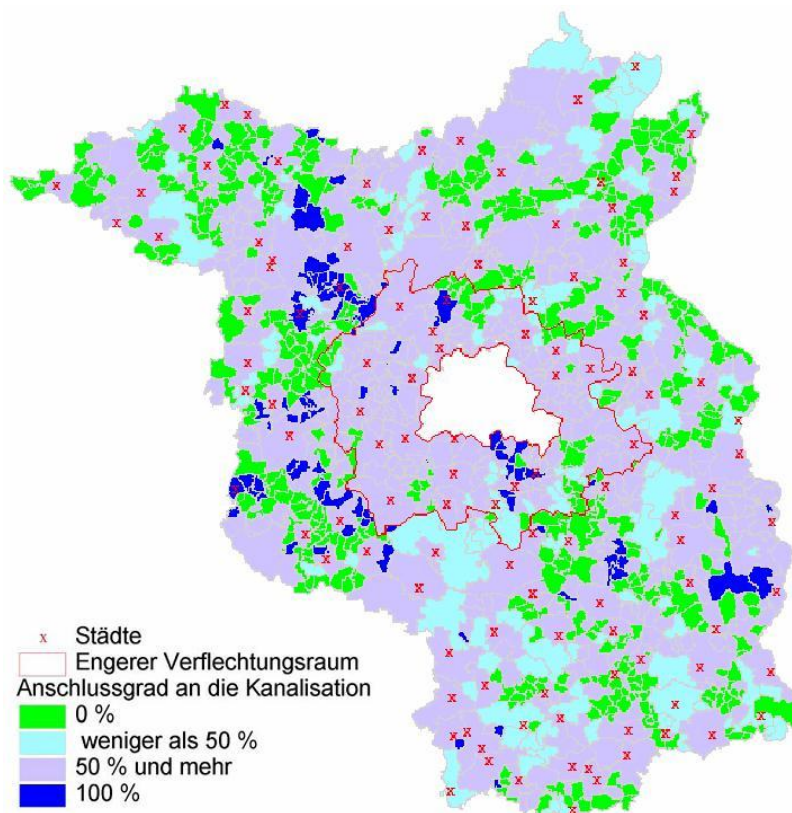 x Städte
Engerer Verflechtungsraum
Anschlussgrad an die Kanalisation
0 %
weniger als 50 %
50 % und mehr
100 %